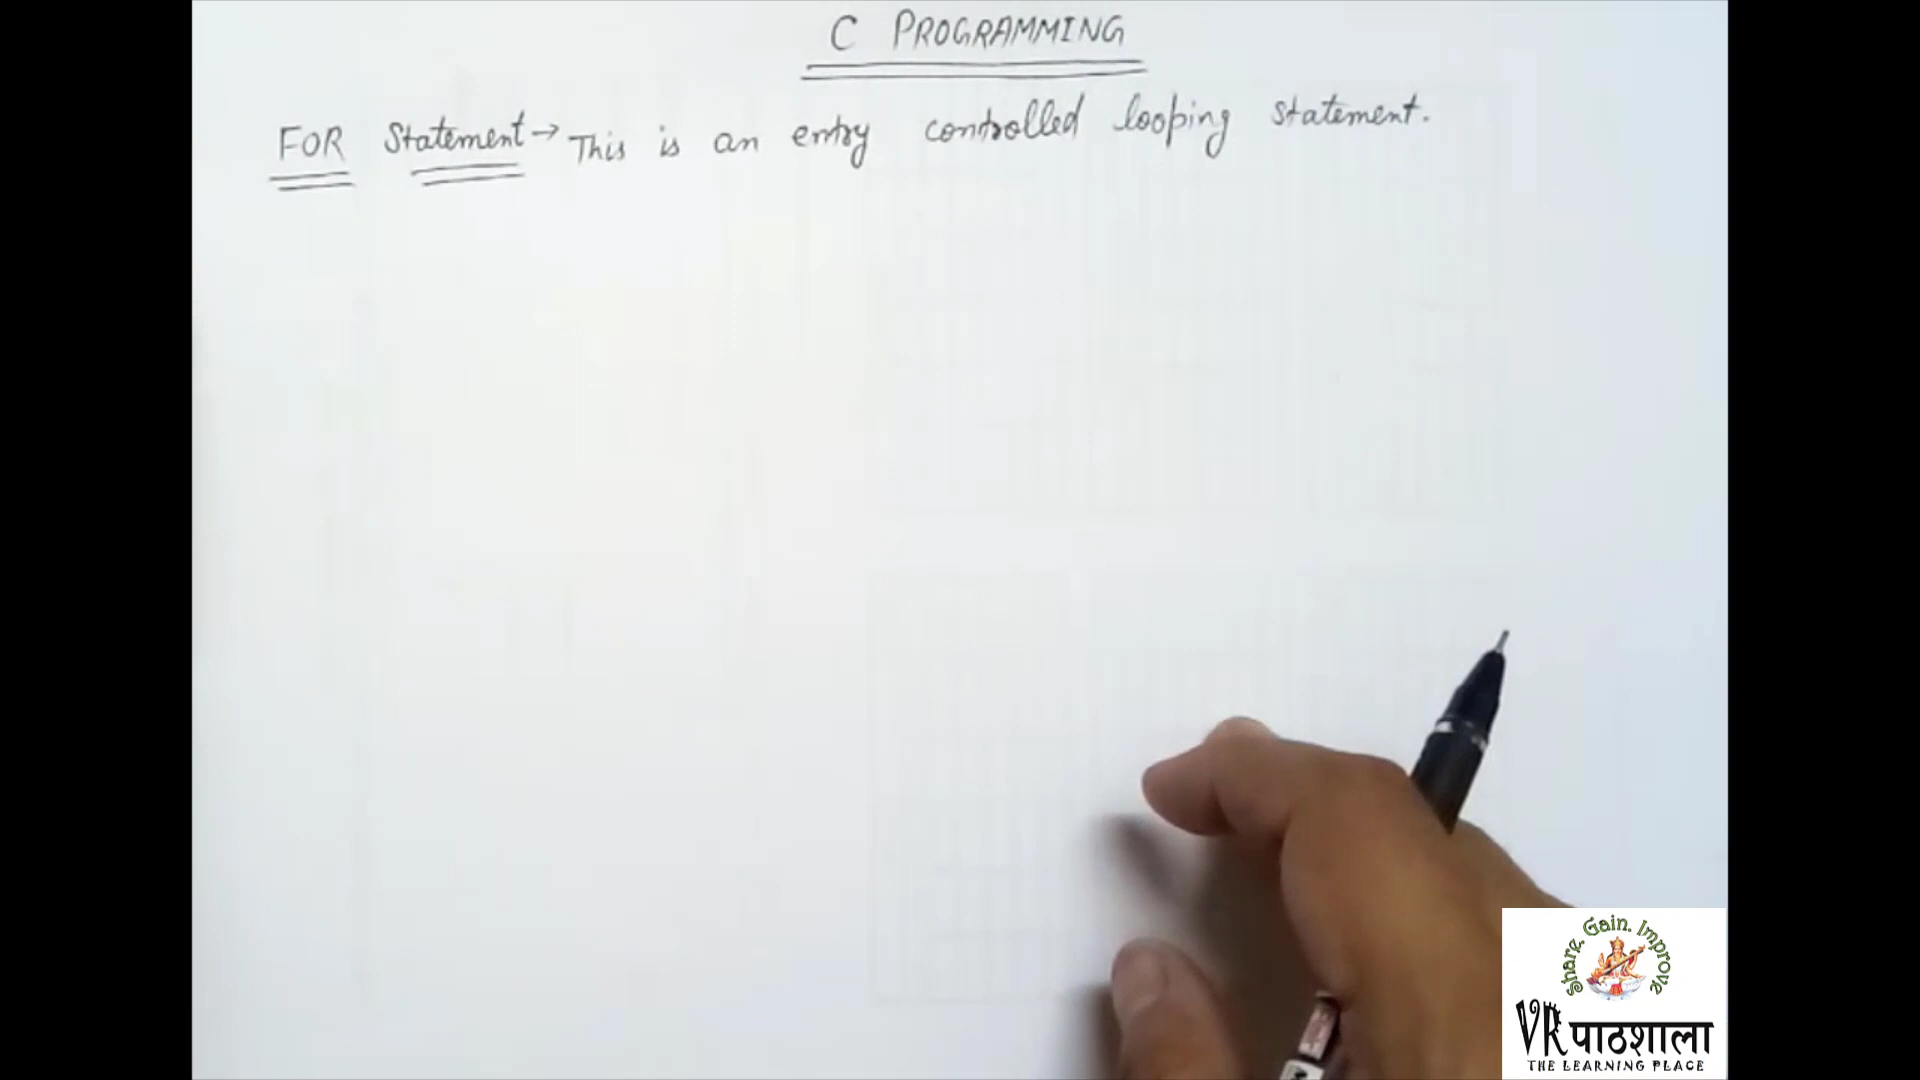 C PROGRAMMING
FOR Statement → This is an entry controlled looping statement.
Share. Gain. Improve
VR पाठशाला
THE LEARNING PLACE